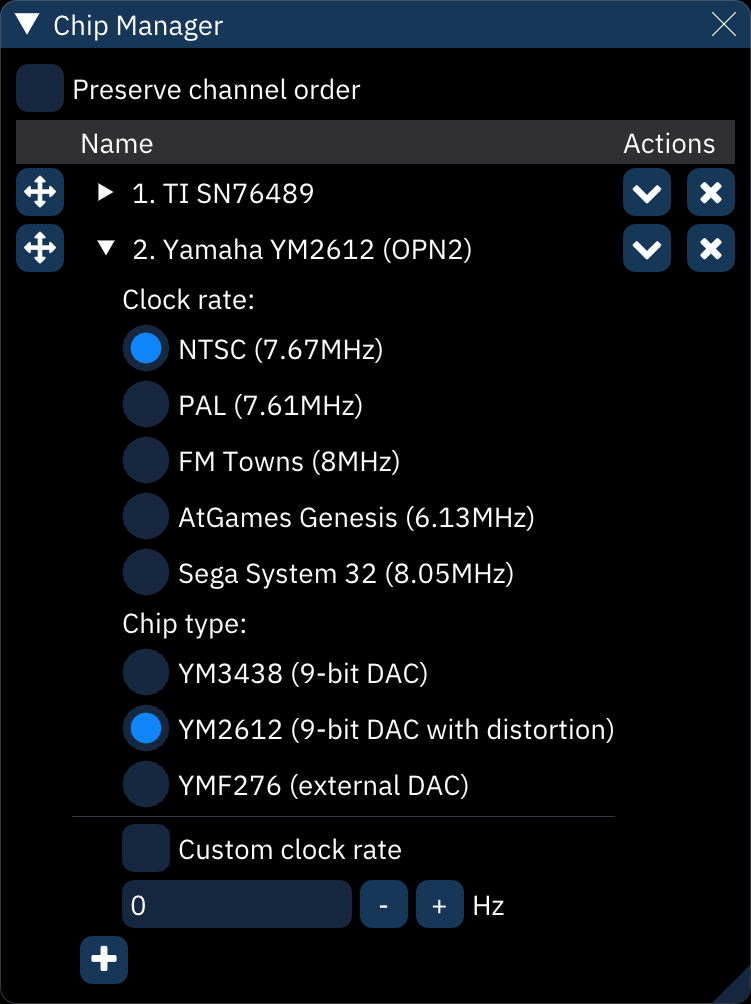 Chip Manager
Preserve channel order
Name Actions
1. TI SN76489
2. Yamaha YM2612 (OPN2)
Clock rate:
NTSC (7.67MHz)
PAL (7.61MHz)
FM Towns (8MHz)
AtGames Genesis (6.13MHz)
Sega System 32 (8.05MHz)
Chip type:
YM3438 (9-bit DAC)
YM2612 (9-bit DAC with distortion)
YMF276 (external DAC)
Custom clock rate
0 - + Hz